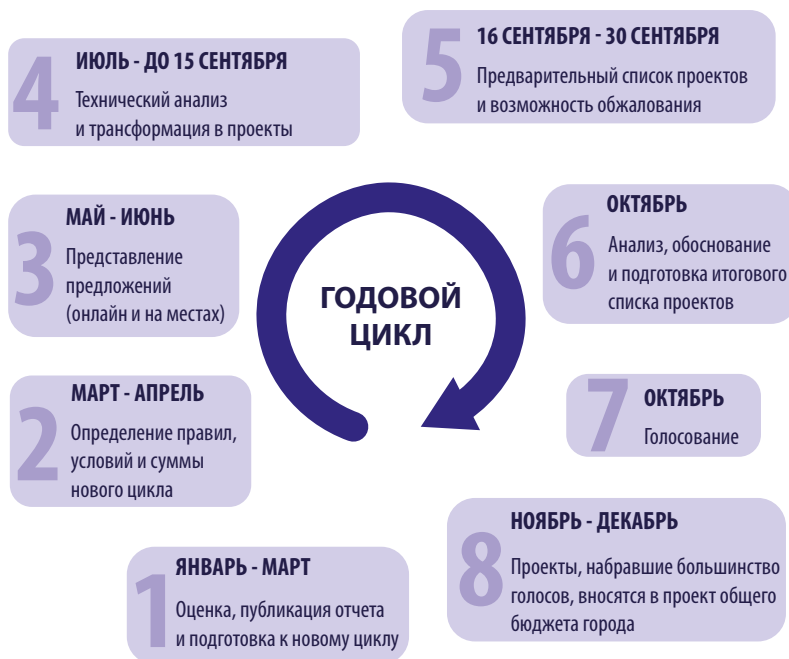 4
ИЮЛЬ - ДО 15 СЕНТЯБРЯ
Технический анализ
и трансформация в проекты
5
16 СЕНТЯБРЯ - 30 СЕНТЯБРЯ
Предварительный список проектов
и возможность обжалования
3
МАЙ - ИЮНЬ
Представление
предложений
(онлайн и на местах)
ГОДОВОЙ
ЦИКЛ
6
ОКТЯБРЬ
Анализ, обоснование
и подготовка итогового
списка проектов
2
МАРТ - АПРЕЛЬ
Определение правил,
условий и суммы
нового цикла
7
ОКТЯБРЬ
Голосование
1
ЯНВАРЬ - МАРТ
Оценка, публикация отчета
и подготовка к новому циклу
8
НОЯБРЬ - ДЕКАБРЬ
Проекты, набравшие большинство
голосов, вносятся в проект общего
бюджета города